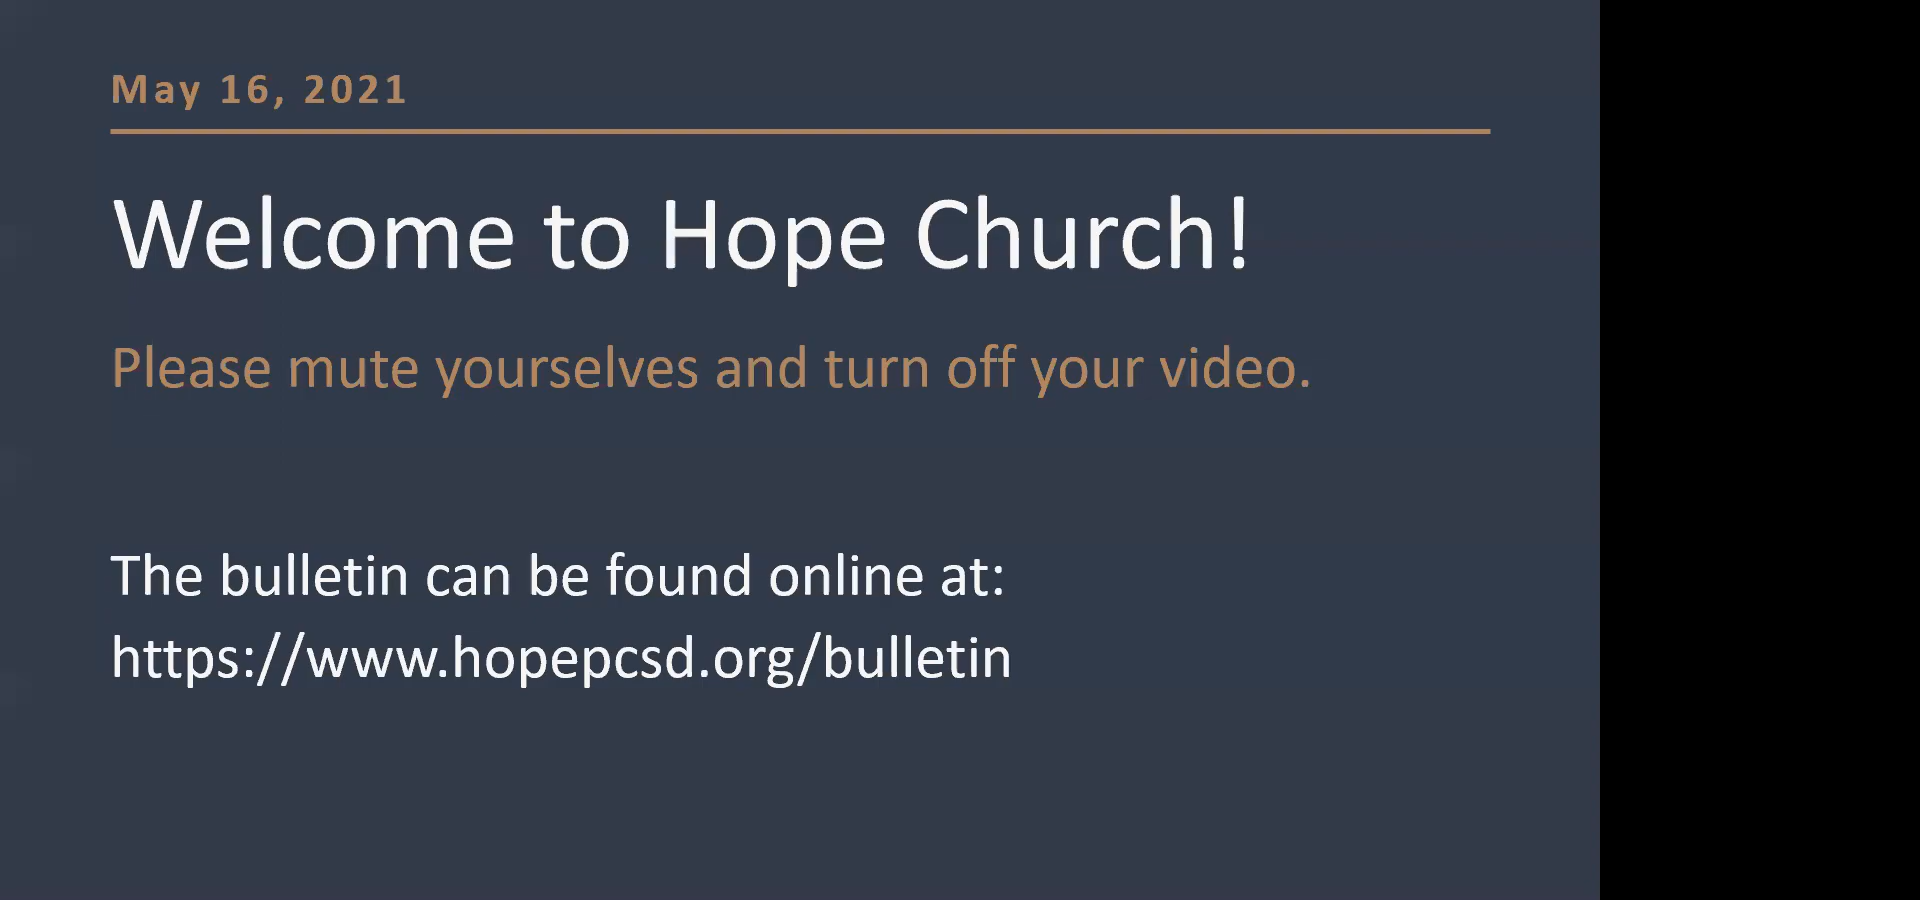 May 16, 2021
Welcome to Hope Church!
Please mute yourselves and turn off your video.
The bulletin can be found online at:
https://www.hopepcsd.org/bulletin